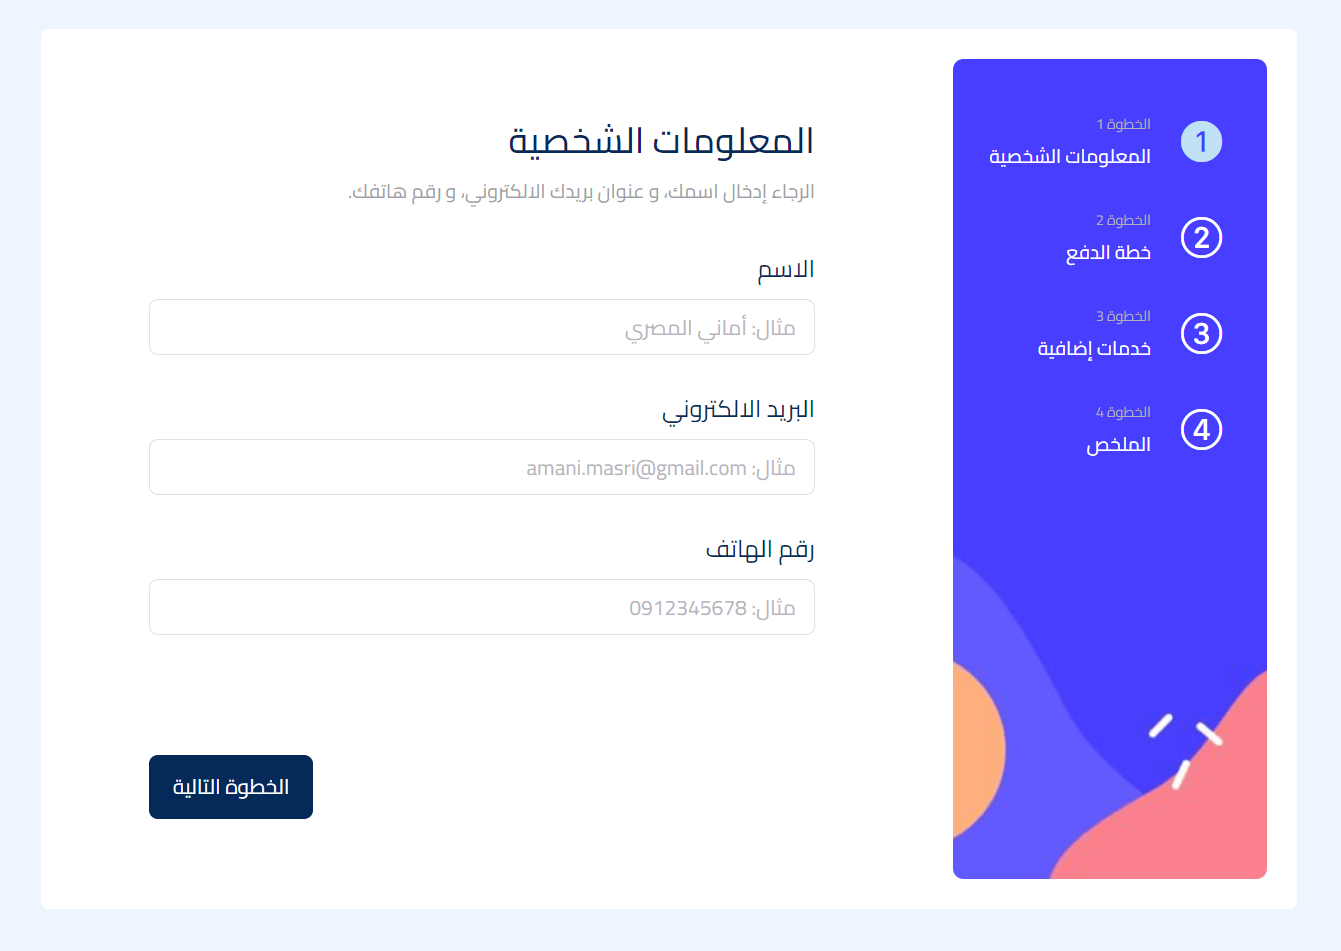 1
الخطوة 1
المعلومات الشخصية
2
الخطوة 2
خطة الدفع
3
الخطوة 3
خدمات إضافية
4
الخطوة 4
الملخص
المعلومات الشخصية
الرجاء إدخال اسمك، و عنوان بريدك الالكتروني، و رقم هاتفك.
الاسم
مثال: أماني المصري
البريد الالكتروني
مثال: amani.masri@gmail.com
رقم الهاتف
مثال: 0912345678
الخطوة التالية